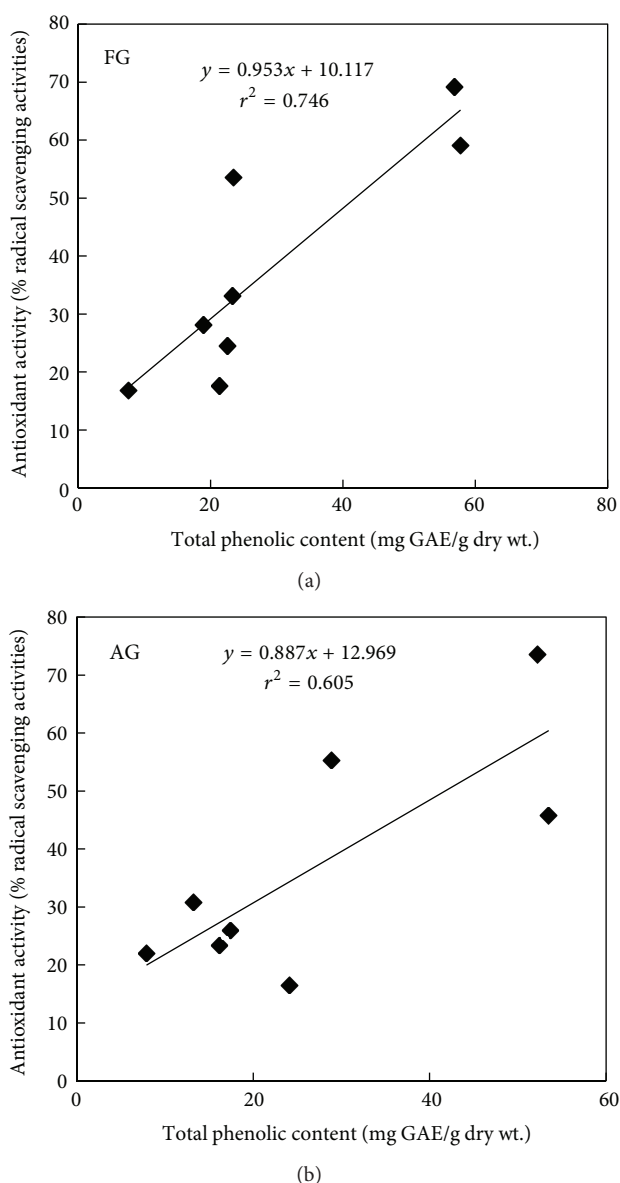 FG
y = 0.953x + 10.117
r² = 0.746
Antioxidant activity (% radical scavenging activities)
80
70
60
50
40
30
20
10
0
0 20 40 60 80
Total phenolic content (mg GAE/g dry wt.)
(a)
AG
y = 0.887x + 12.969
r² = 0.605
Antioxidant activity (% radical scavenging activities)
80
70
60
50
40
30
20
10
0
0 20 40 60
Total phenolic content (mg GAE/g dry wt.)
(b)